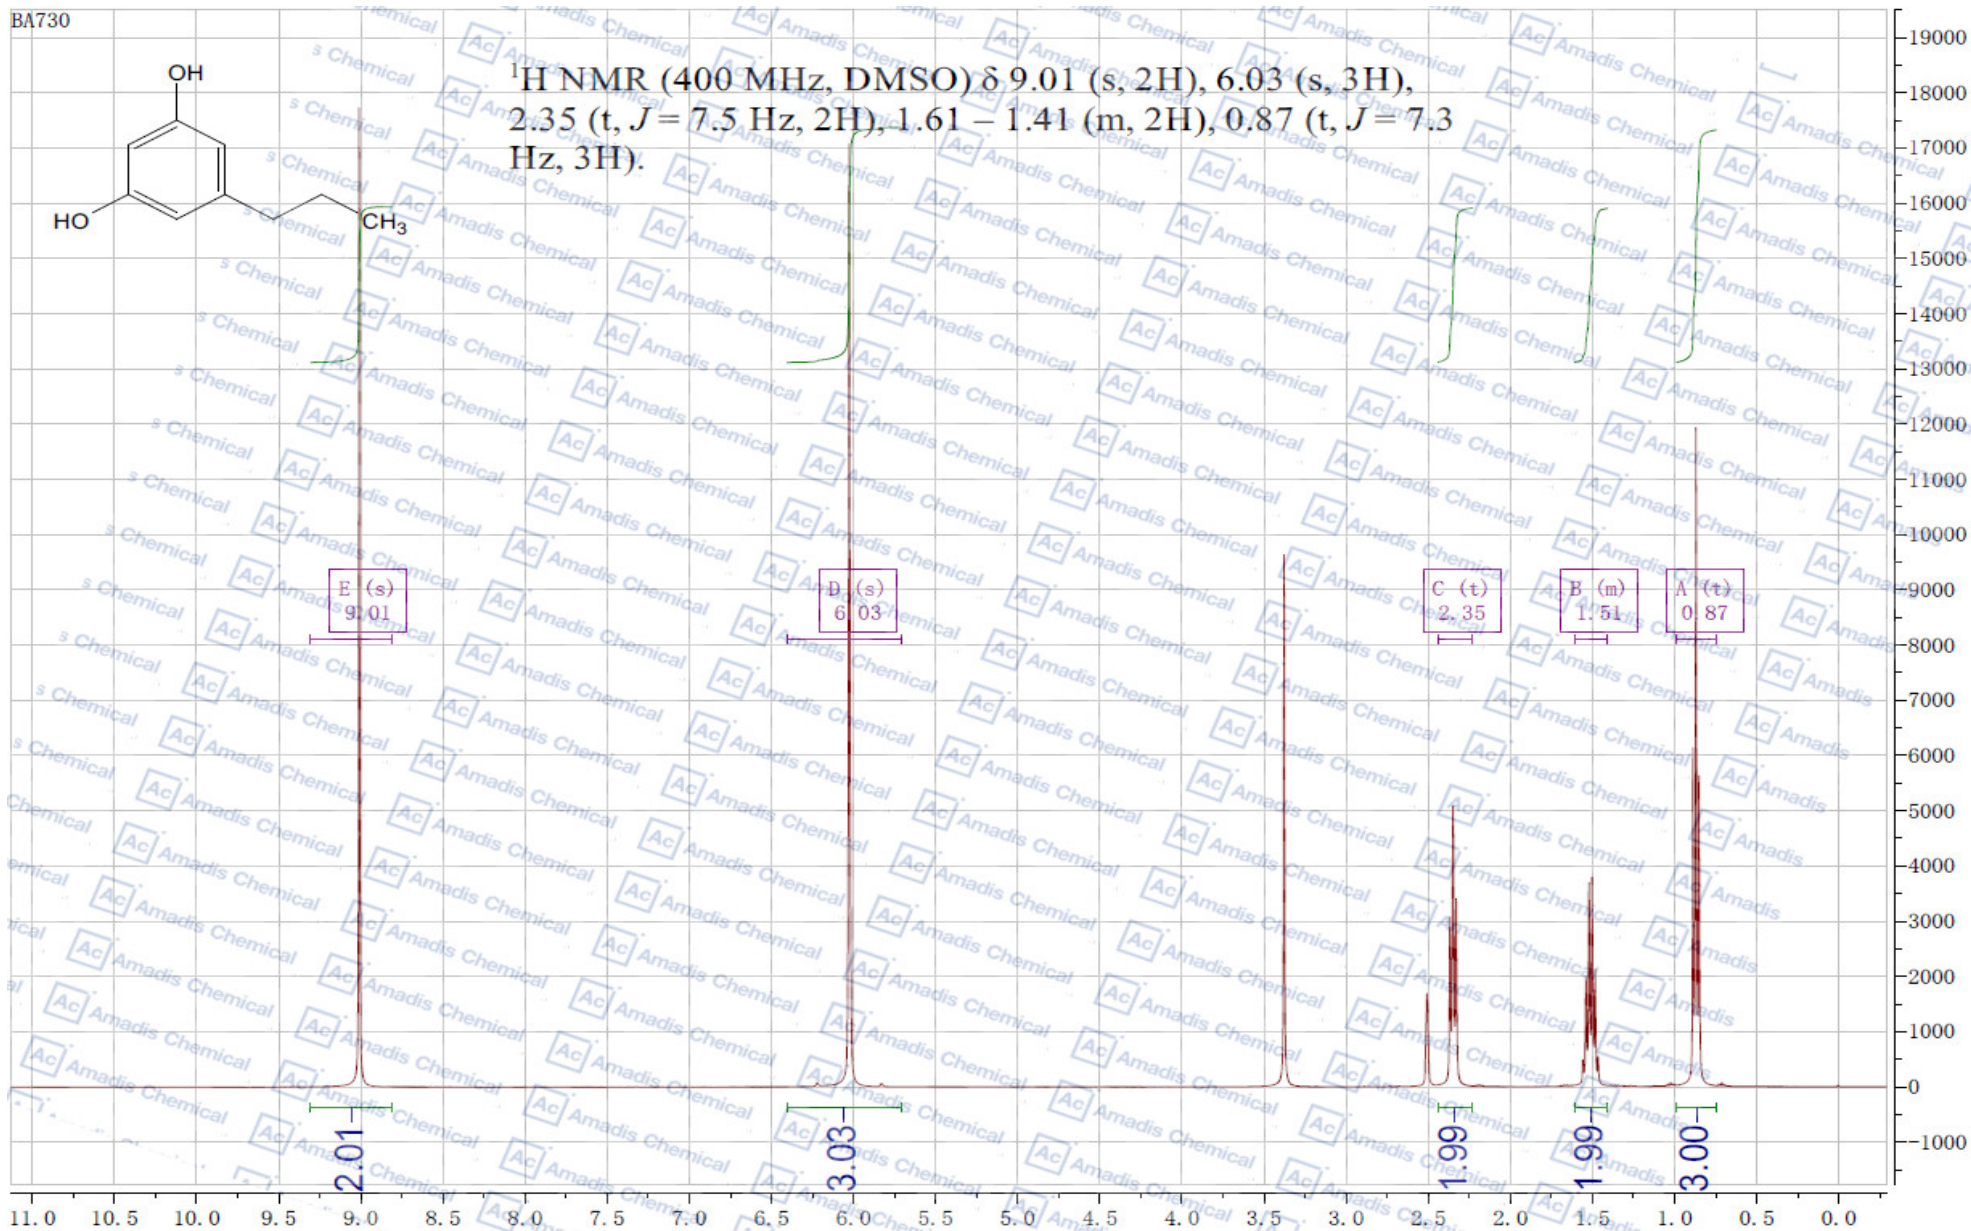 BA730
OH
HO
CH3
1H NMR (400 MHz, DMSO) δ 9.01 (s, 2H), 6.03 (s, 3H),
2.35 (t, J = 7.5 Hz, 2H), 1.61 – 1.41 (m, 2H), 0.87 (t, J = 7.3
Hz, 3H).
19000
18000
17000
16000
15000
14000
13000
12000
11000
10000
9000
8000
7000
6000
5000
4000
3000
2000
1000
0
-1000
E (s)
9.01
D (s)
6.03
C (t)
2.35
B (m)
1.51
A (t)
0.87
2.01
3.03
1.99
1.99
3.00
11.0 10.5 10.0 9.5 9.0 8.5 8.0 7.5 7.0 6.5 6.0 5.5 5.0 4.5 4.0 3.5 3.0 2.5 2.0 1.5 1.0 0.5 0.0
Ac Amadis Chemical